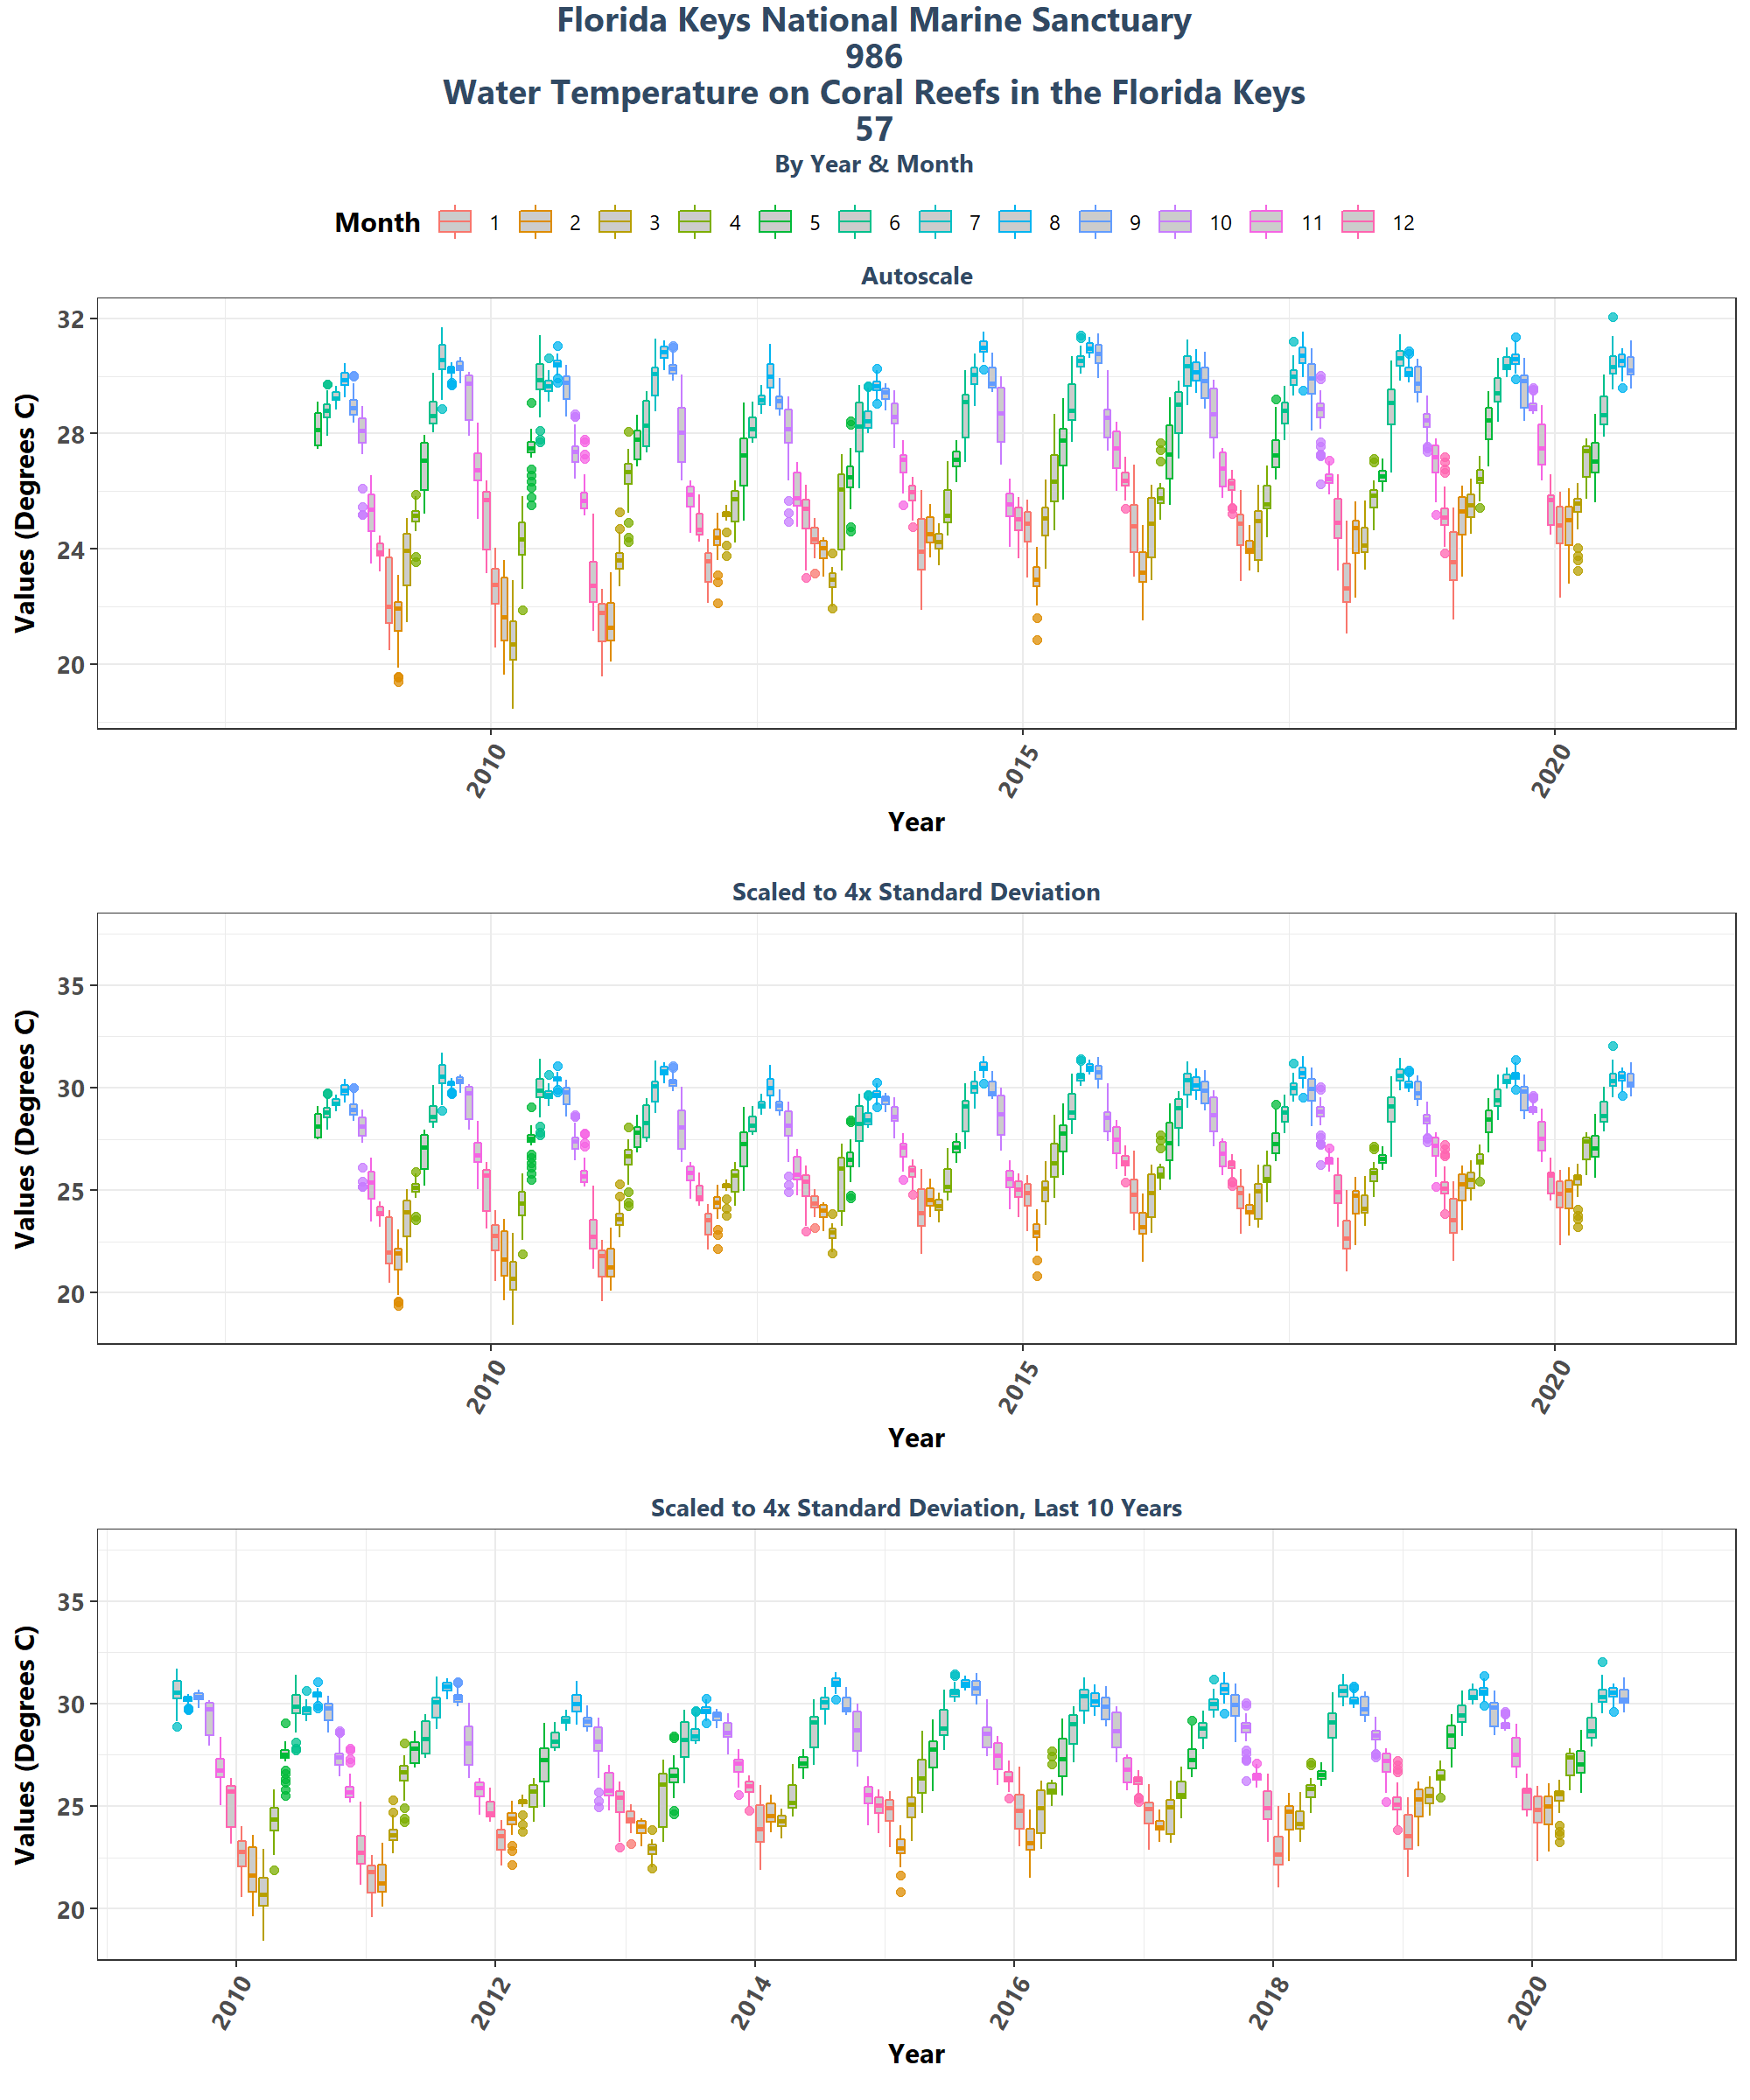 Florida Keys National Marine Sanctuary
986
Water Temperature on Coral Reefs in the Florida Keys
57
By Year & Month
Month 1 2 3 4 5 6 7 8 9 10 11 12
Autoscale
Values (Degrees C)
32
28
24
20
2010 2015 2020
Year
Scaled to 4x Standard Deviation
Values (Degrees C)
35
30
25
20
2010 2015 2020
Year
Scaled to 4x Standard Deviation, Last 10 Years
Values (Degrees C)
35
30
25
20
2010 2012 2014 2016 2018 2020
Year